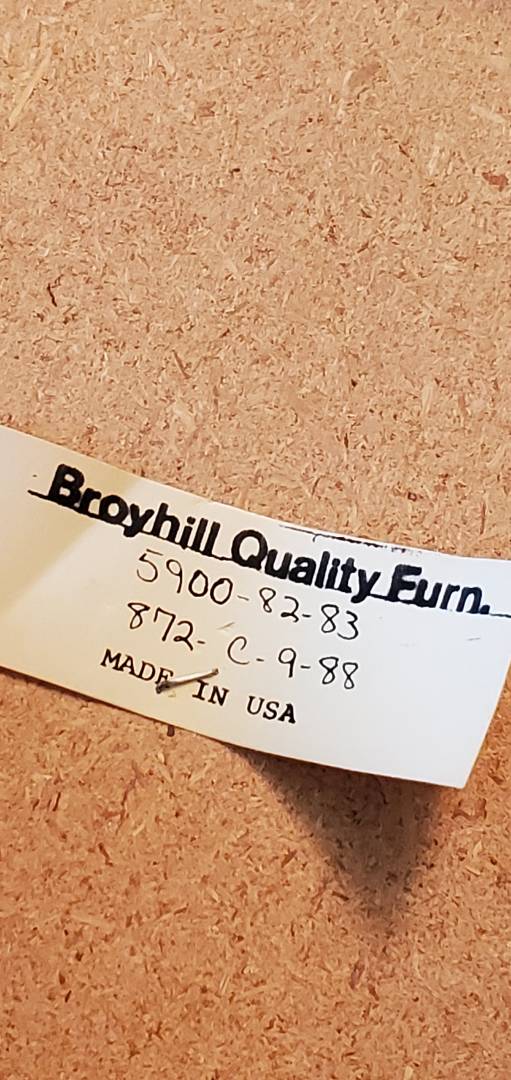 Broyhill Quality Furn.
5900-82-83
872-C-9-88
MADE IN USA